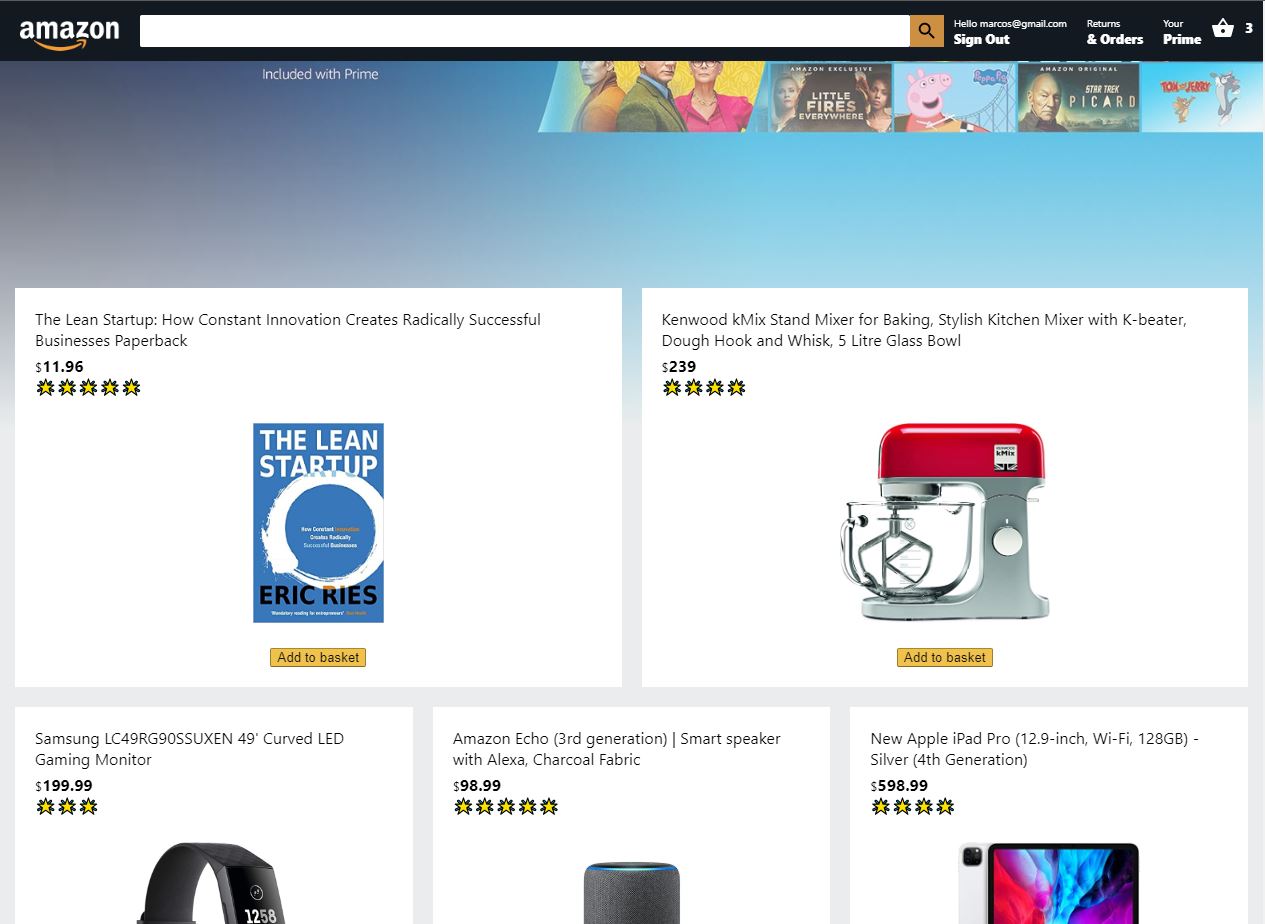 amazon
Hello marcos@gmail.com
Sign Out
Returns
& Orders
Your
Prime
3
Included with Prime
AMAZON EXCLUSIVE
LITTLE
FIRES
EVERYWHERE
Peppa Pig
AMAZON ORIGINAL
STAR TREK
PICARD
TOM AND JERRY
The Lean Startup: How Constant Innovation Creates Radically Successful
Businesses Paperback
$11.96
THE LEAN
STARTUP
How Constant Innovation
Creates Radically
Successful Businesses
ERIC RIES
'Mandatory reading for entrepreneurs'
Add to basket
Kenwood kMix Stand Mixer for Baking, Stylish Kitchen Mixer with K-beater,
Dough Hook and Whisk, 5 Litre Glass Bowl
$239
KENWOOD
kMix
Add to basket
Samsung LC49RG90SSUXEN 49' Curved LED
Gaming Monitor
$199.99
12:58
Amazon Echo (3rd generation) | Smart speaker
with Alexa, Charcoal Fabric
$98.99
New Apple iPad Pro (12.9-inch, Wi-Fi, 128GB) -
Silver (4th Generation)
$598.99